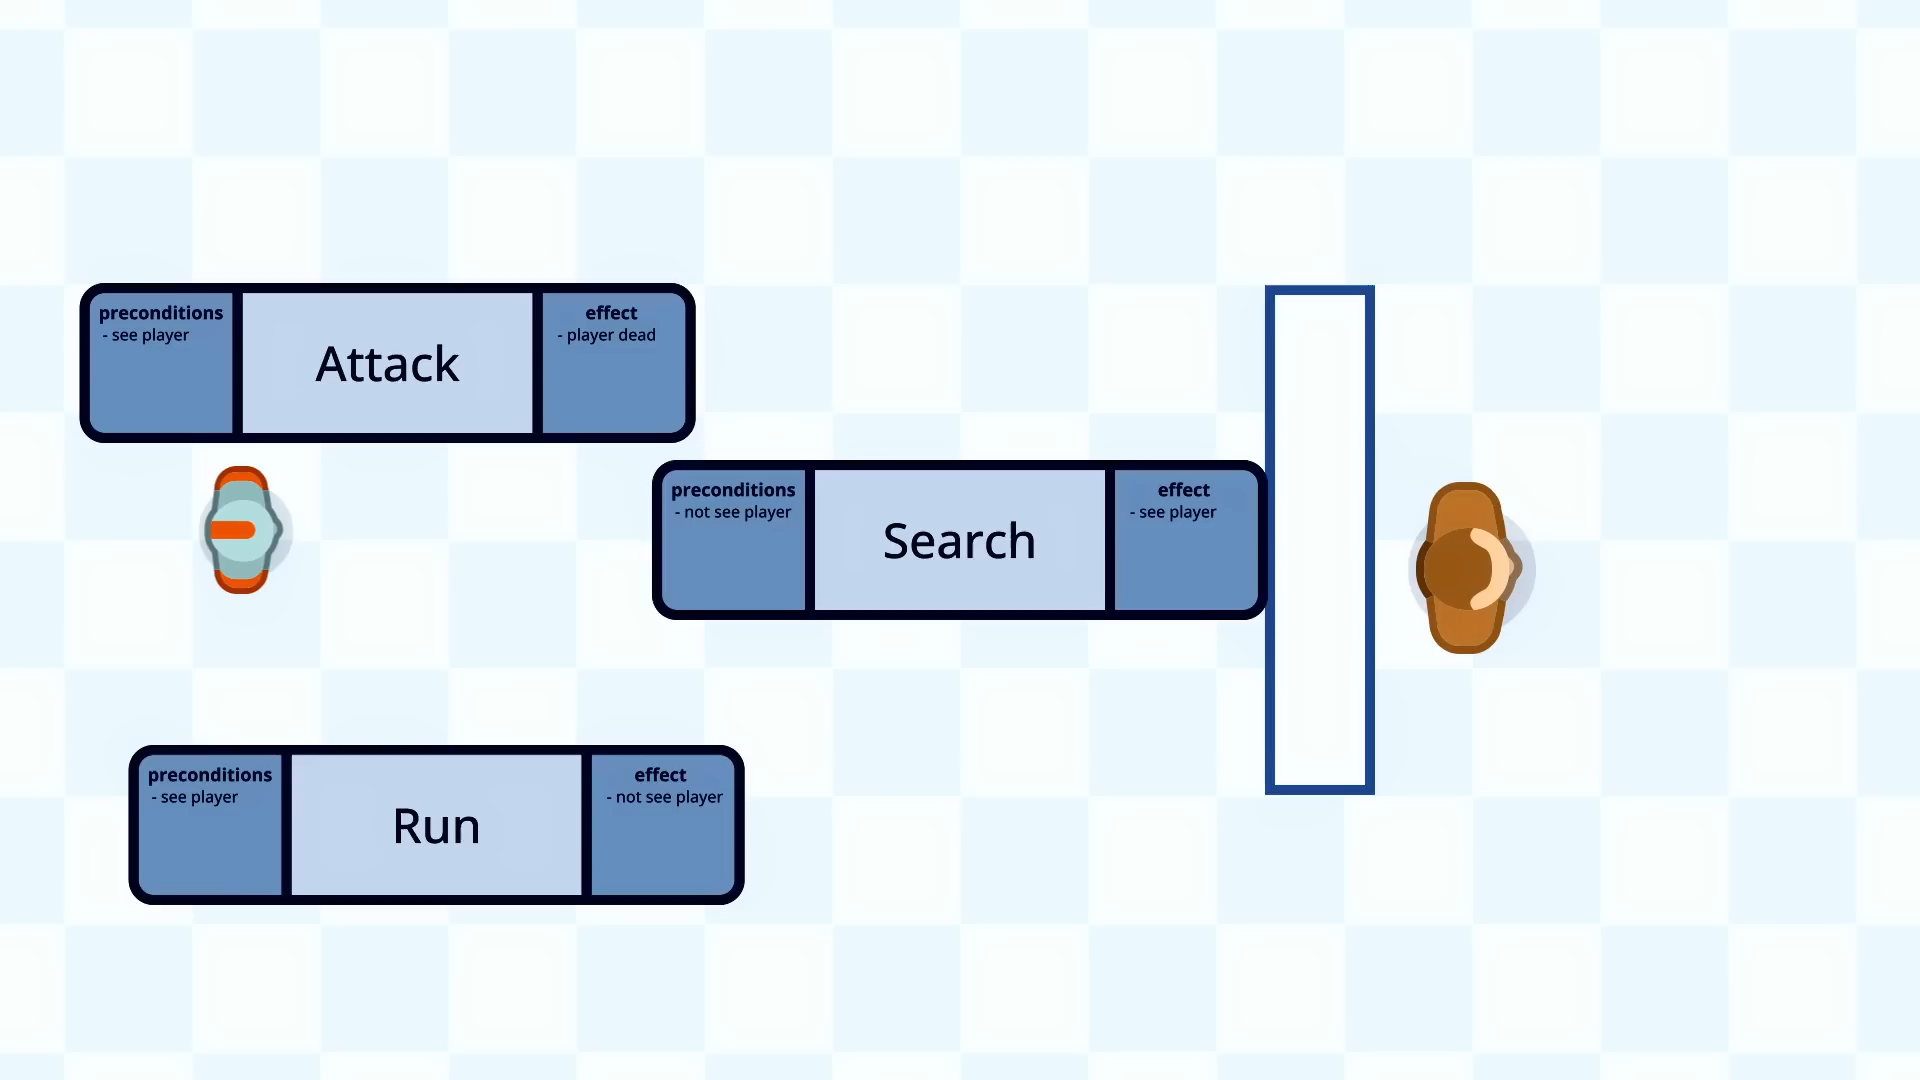 preconditions
- see player
Attack
effect
- player dead
preconditions
- not see player
Search
effect
- see player
preconditions
- see player
Run
effect
- not see player